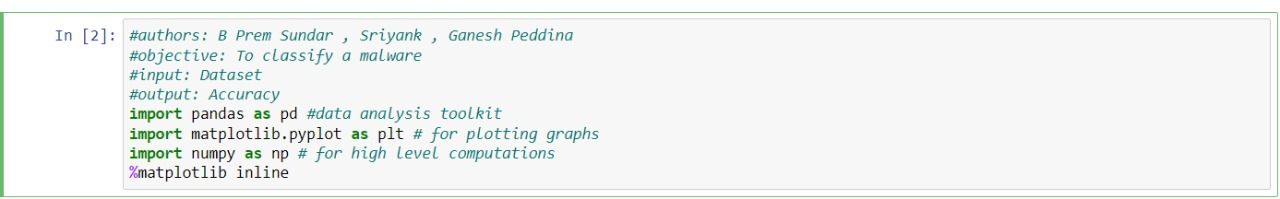 In [2]: #authors: B Prem Sundar , Sriyank , Ganesh Peddina
#objective: To classify a malware
#input: Dataset
#output: Accuracy
import pandas as pd #data analysis toolkit
import matplotlib.pyplot as plt # for plotting graphs
import numpy as np # for high level computations
%matplotlib inline